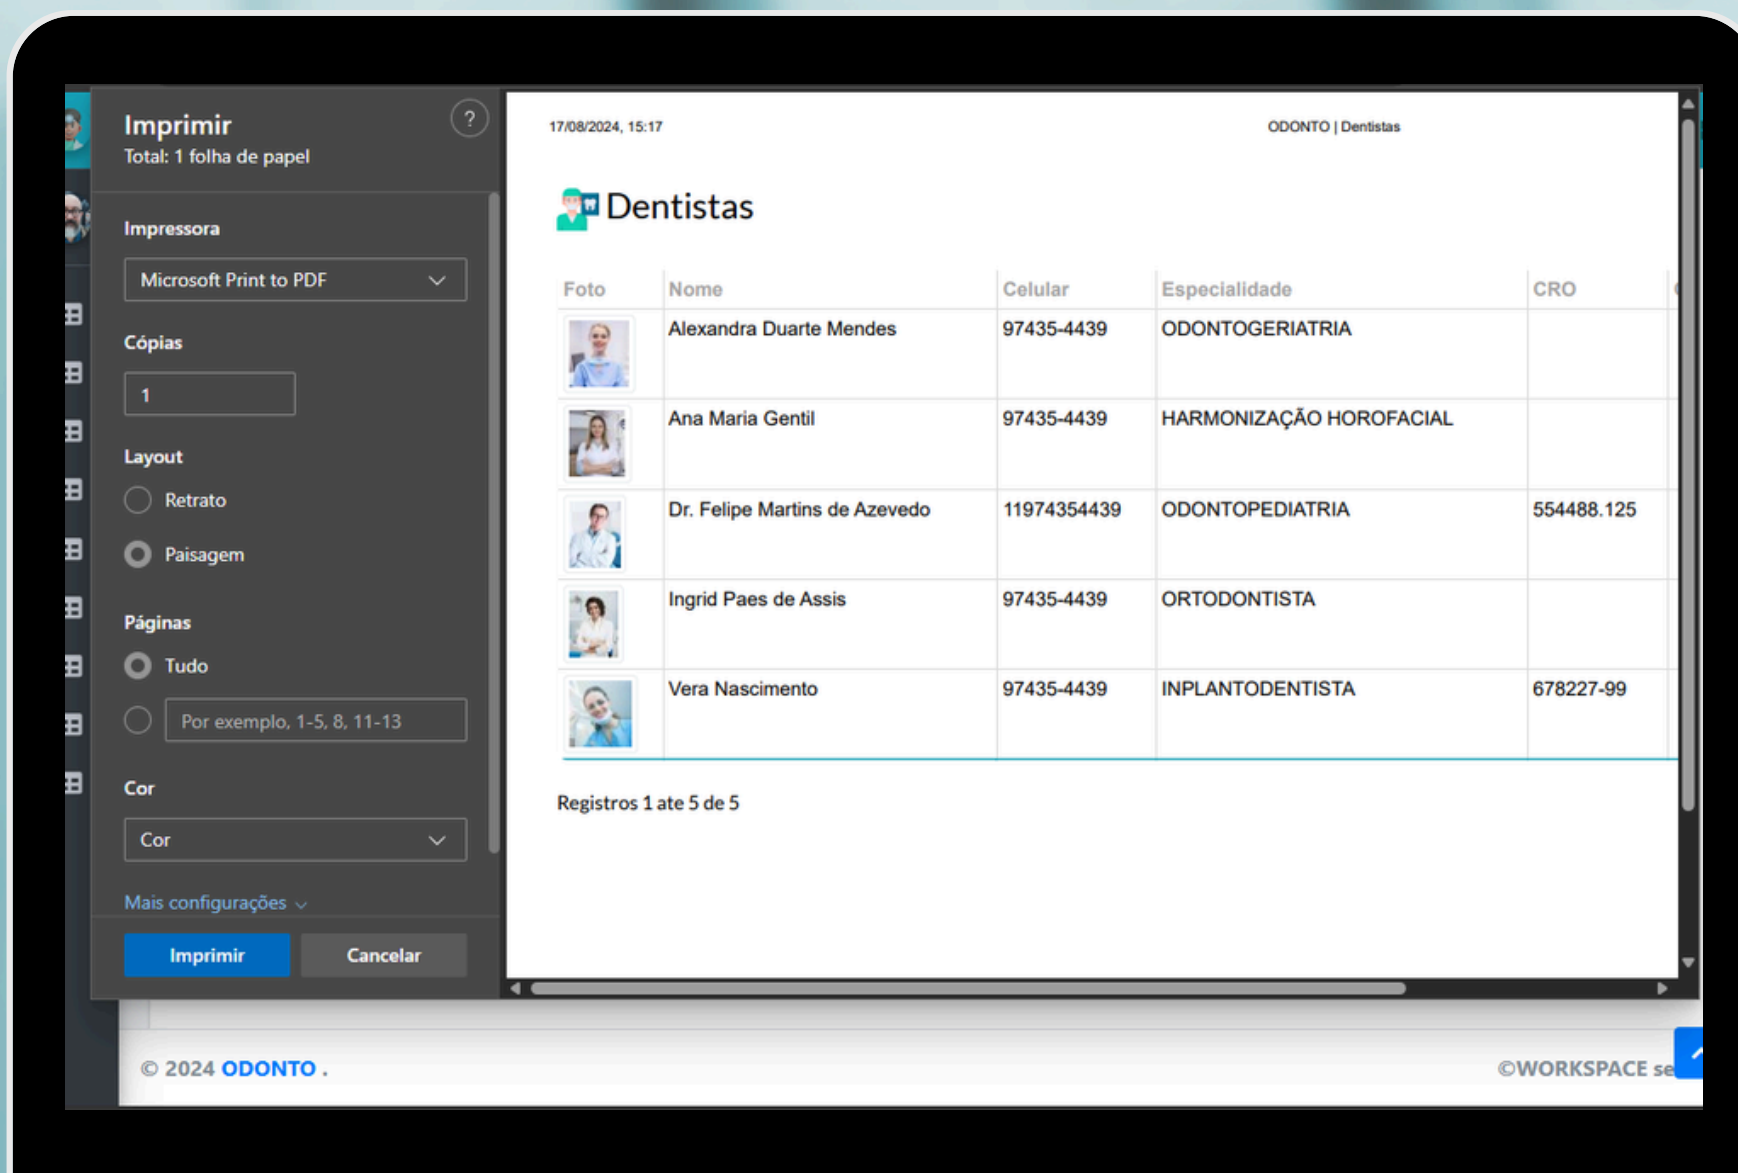 Imprimir
?
Total: 1 folha de papel
Impressora
Microsoft Print to PDF
Cópias
1
Layout
Retrato
Paisagem
Páginas
Tudo
Por exemplo, 1-5, 8, 11-13
Cor
Cor
Mais configurações
Imprimir Cancelar
17/08/2024, 15:17 ODONTO | Dentistas
Dentistas
Foto Nome Celular Especialidade CRO
Alexandra Duarte Mendes 97435-4439 ODONTOGERIATRIA
Ana Maria Gentil 97435-4439 HARMONIZAÇÃO HOROFACIAL
Dr. Felipe Martins de Azevedo 11974354439 ODONTOPEDIATRIA 554488.125
Ingrid Paes de Assis 97435-4439 ORTODONTISTA
Vera Nascimento 97435-4439 INPLANTODENTISTA 678227-99
Registros 1 ate 5 de 5
© 2024 ODONTO .
©WORKSPACE se